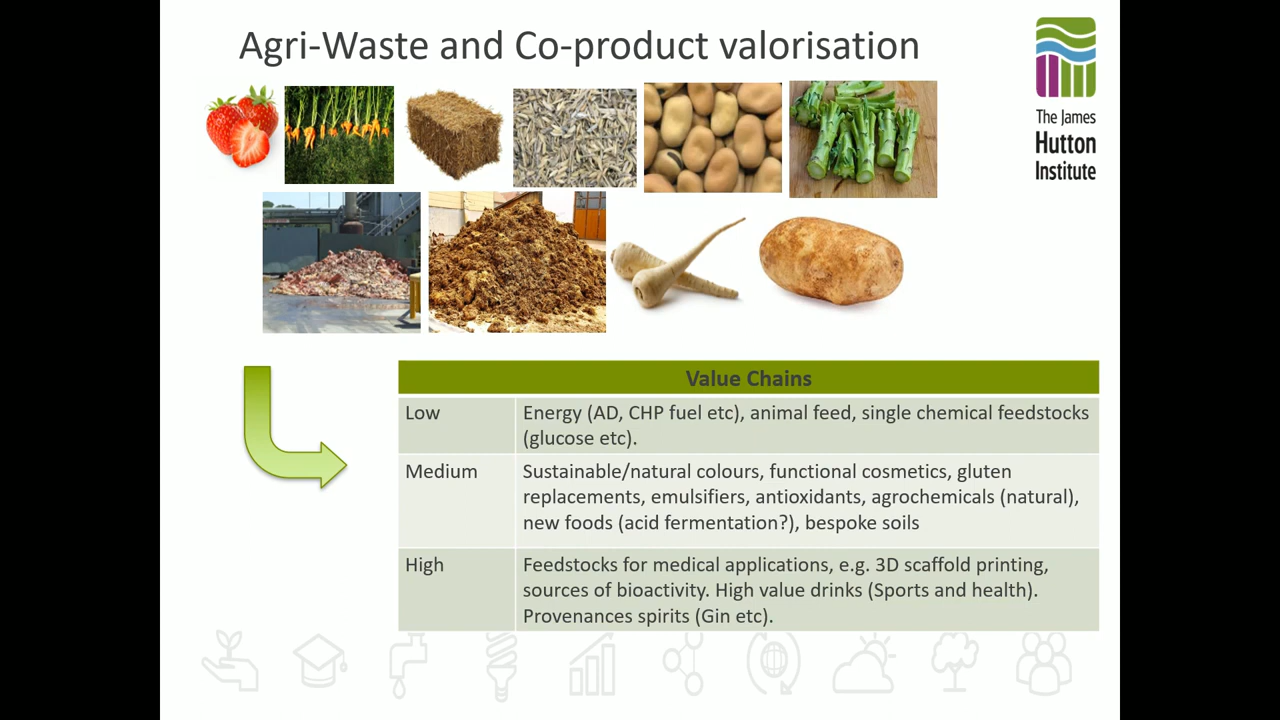 Agri-Waste and Co-product valorisation
The James
Hutton
Institute
Value Chains
Low
Energy (AD, CHP fuel etc), animal feed, single chemical feedstocks
(glucose etc).
Medium
Sustainable/natural colours, functional cosmetics, gluten
replacements, emulsifiers, antioxidants, agrochemicals (natural),
new foods (acid fermentation?), bespoke soils
High
Feedstocks for medical applications, e.g. 3D scaffold printing,
sources of bioactivity. High value drinks (Sports and health).
Provenances spirits (Gin etc).